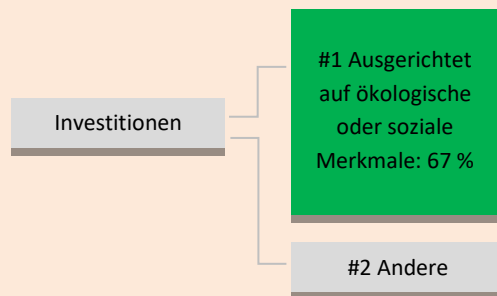 Investitionen
#1 Ausgerichtet
auf ökologische
oder soziale
Merkmale: 67 %
#2 Andere